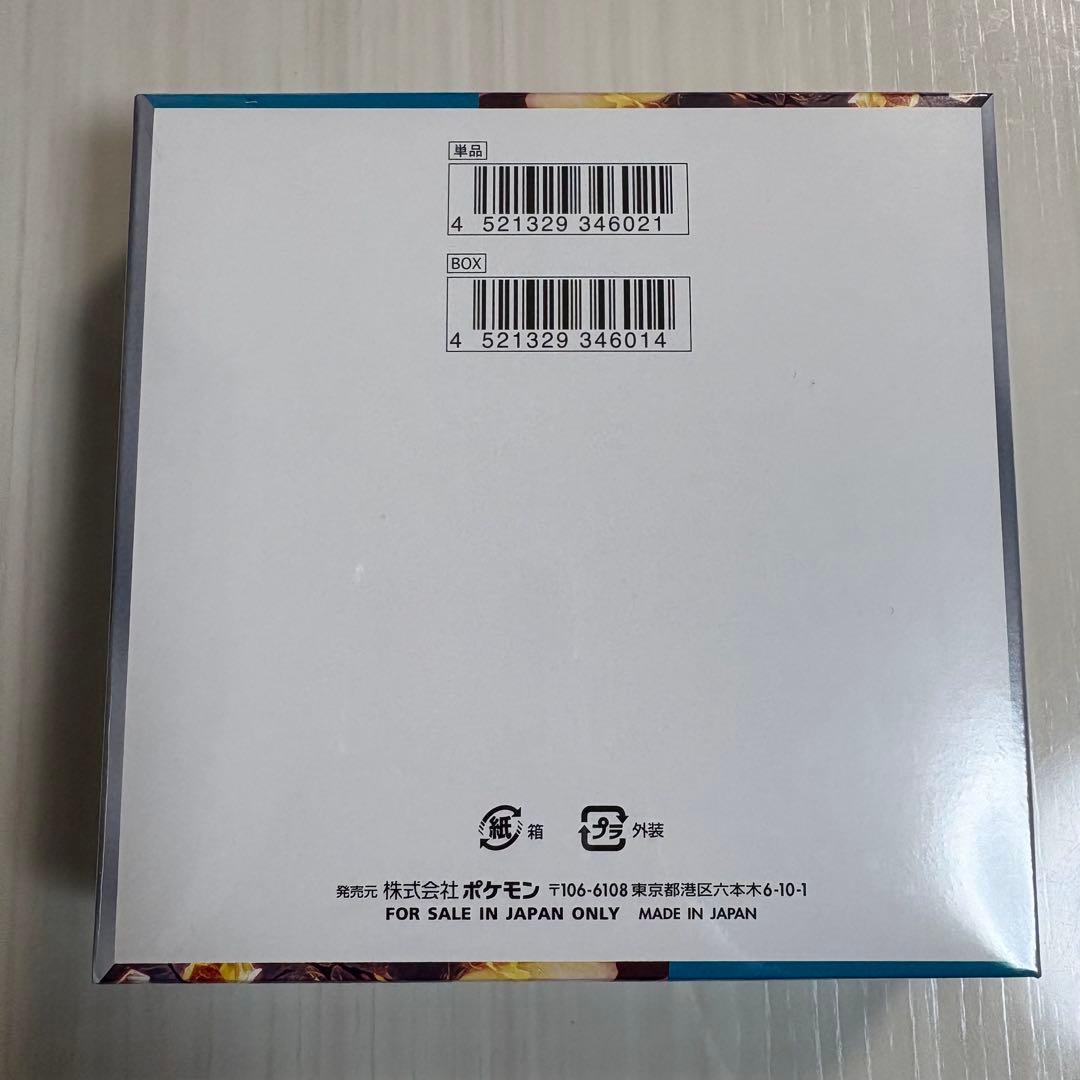 単品
4 521329 346021
BOX
4 521329 346014
紙 箱 プラ 外装
発売元 株式会社 ポケモン 〒106-6108 東京都港区六本木6-10-1
FOR SALE IN JAPAN ONLY MADE IN JAPAN